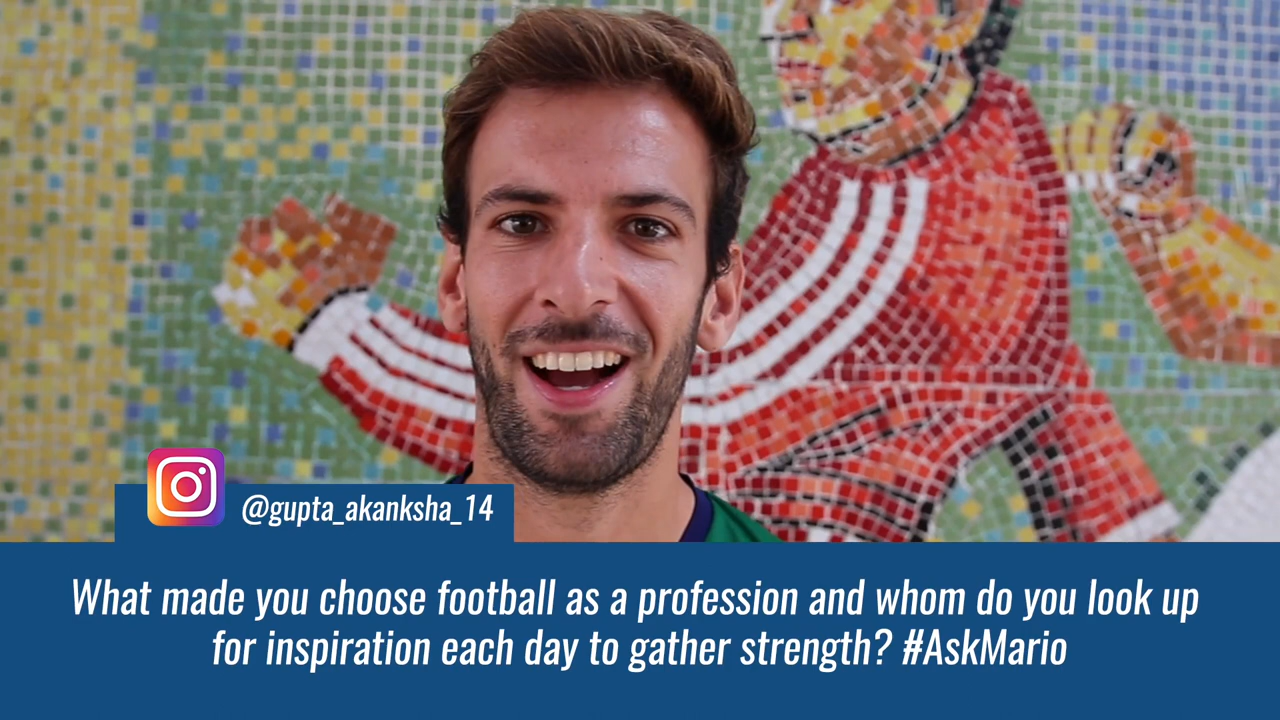 @gupta_akanksha_14
What made you choose football as a profession and whom do you look up
for inspiration each day to gather strength? #AskMario